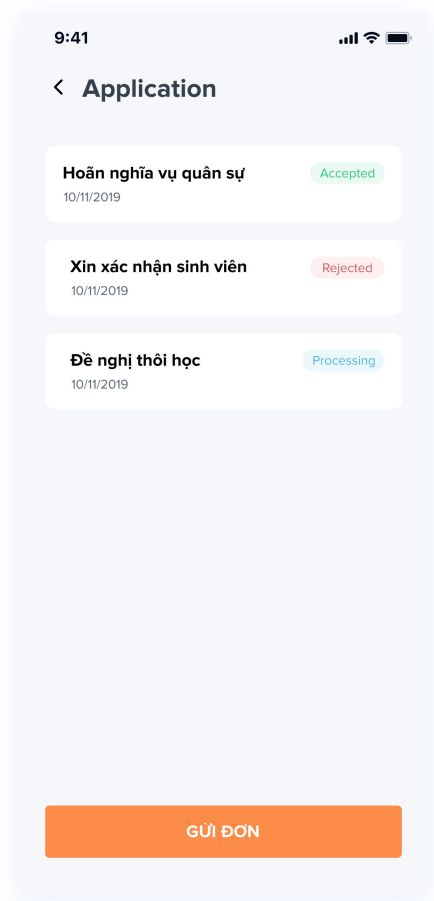 9:41
Application
Hoãn nghĩa vụ quân sự
Accepted
10/11/2019
Xin xác nhận sinh viên
Rejected
10/11/2019
Đề nghị thôi học
Processing
10/11/2019
GỬI ĐƠN